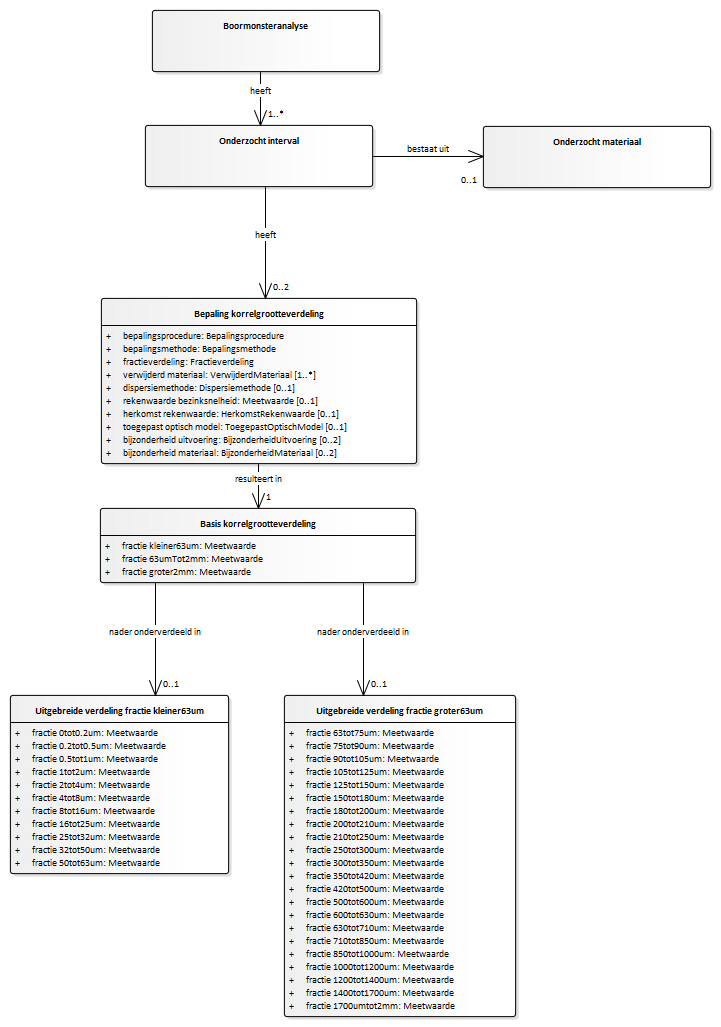 Boormonsteranalyse
heeft
1..*
Onderzocht interval
bestaat uit
0..1
Onderzocht materiaal
heeft
0..2
Bepaling korrelgrootteverdeling
+ bepalingsprocedure: Bepalingsprocedure
+ bepalingsmethode: Bepalingsmethode
+ fractieverdeling: Fractieverdeling
+ verwijderd materiaal: VerwijderdMateriaal [1..*]
+ dispersiemethode: Dispersiemethode [0..1]
+ rekenwaarde bezinksnelheid: Meetwaarde [0..1]
+ herkomst rekenwaarde: HerkomstRekenwaarde [0..1]
+ toegepast optisch model: ToegepastOptischModel [0..1]
+ bijzonderheid uitvoering: BijzonderheidUitvoering [0..2]
+ bijzonderheid materiaal: BijzonderheidMateriaal [0..2]
resulteert in
1
Basis korrelgrootteverdeling
+ fractie kleiner63um: Meetwaarde
+ fractie 63umTot2mm: Meetwaarde
+ fractie groter2mm: Meetwaarde
nader onderverdeeld in
0..1
nader onderverdeeld in
0..1
Uitgebreide verdeling fractie kleiner63um
+ fractie 0tot0.2um: Meetwaarde
+ fractie 0.2tot0.5um: Meetwaarde
+ fractie 0.5tot1um: Meetwaarde
+ fractie 1tot2um: Meetwaarde
+ fractie 2tot4um: Meetwaarde
+ fractie 4tot8um: Meetwaarde
+ fractie 8tot16um: Meetwaarde
+ fractie 16tot25um: Meetwaarde
+ fractie 25tot32um: Meetwaarde
+ fractie 32tot50um: Meetwaarde
+ fractie 50tot63um: Meetwaarde
Uitgebreide verdeling fractie groter63um
+ fractie 63tot75um: Meetwaarde
+ fractie 75tot90um: Meetwaarde
+ fractie 90tot105um: Meetwaarde
+ fractie 105tot125um: Meetwaarde
+ fractie 125tot150um: Meetwaarde
+ fractie 150tot180um: Meetwaarde
+ fractie 180tot200um: Meetwaarde
+ fractie 200tot210um: Meetwaarde
+ fractie 210tot250um: Meetwaarde
+ fractie 250tot300um: Meetwaarde
+ fractie 300tot350um: Meetwaarde
+ fractie 350tot420um: Meetwaarde
+ fractie 420tot500um: Meetwaarde
+ fractie 500tot600um: Meetwaarde
+ fractie 600tot630um: Meetwaarde
+ fractie 630tot710um: Meetwaarde
+ fractie 710tot850um: Meetwaarde
+ fractie 850tot1000um: Meetwaarde
+ fractie 1000tot1200um: Meetwaarde
+ fractie 1200tot1400um: Meetwaarde
+ fractie 1400tot1700um: Meetwaarde
+ fractie 1700umtot2mm: Meetwaarde